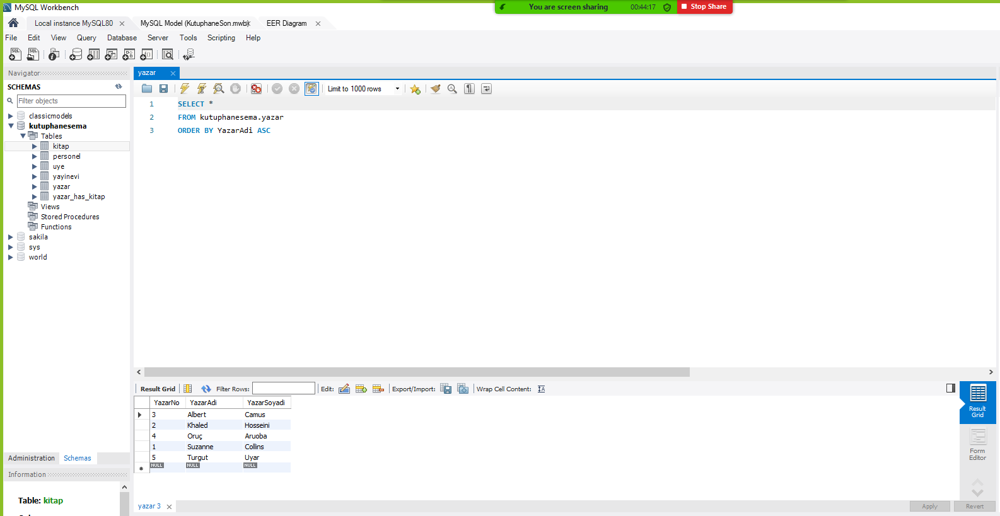 MySQL Workbench
You are screen sharing 00:44:17 Stop Share
Local instance MySQL80 MySQL Model (KutuphaneSon.mwb) EER Diagram
File Edit View Query Database Server Tools Scripting Help
Navigator
SCHEMAS
Filter objects
classicmodels
kutuphanesema
Tables
kitap
personel
uye
yayinevi
yazar
yazar_has_kitap
Views
Stored Procedures
Functions
sakila
sys
world
Administration Schemas
Information
Table: kitap
yazar
Limit to 1000 rows
1 SELECT *
2 FROM kutuphanesema.yazar
3 ORDER BY YazarAdi ASC
Result Grid Filter Rows: Edit: Export/Import: Wrap Cell Content: IA
YazarNo YazarAdi YazarSoyadi
3 Albert Camus
2 Khaled Hosseini
4 Oruç Aruoba
1 Suzanne Collins
5 Turgut Uyar
NULL NULL NULL
Result
Grid
Form
Editor
yazar 3
Apply Revert